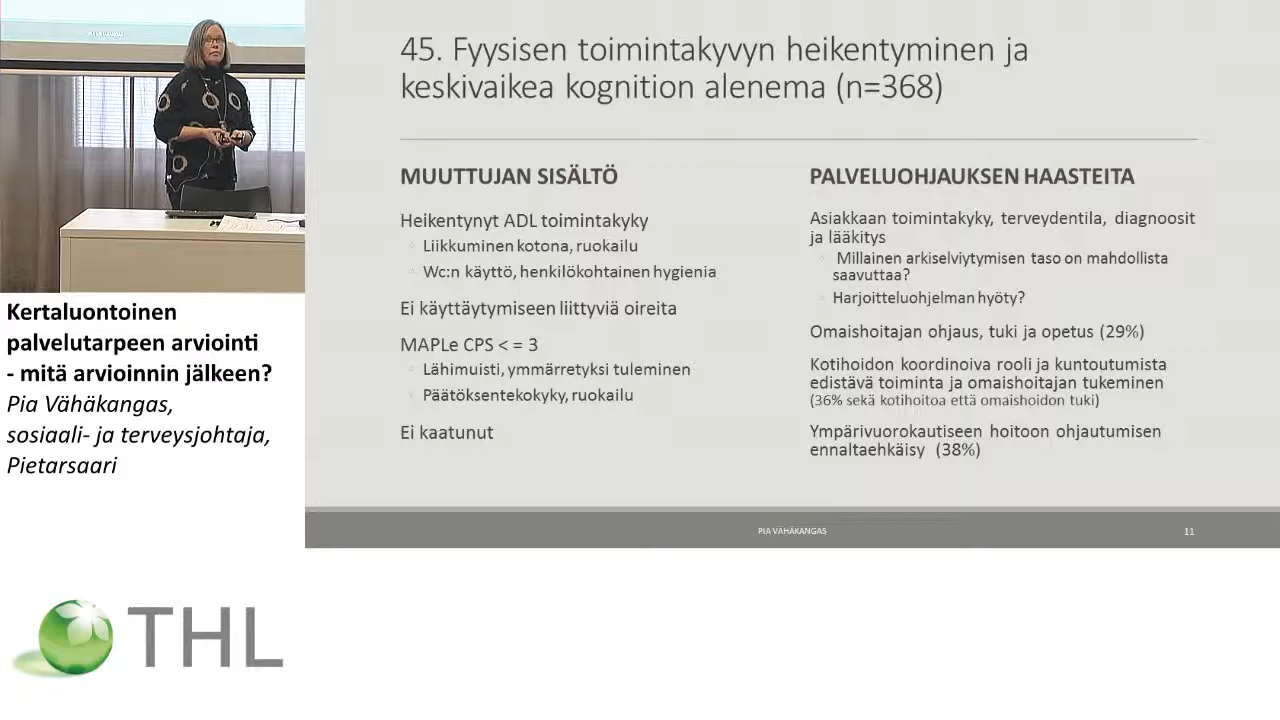 45. Fyysisen toimintakyvyn heikentyminen ja
keskivaikea kognition alenema (n=368)
MUUTTUJAN SISÄLTÖ
Heikentynyt ADL toimintakyky
Liikkuminen kotona, ruokailu
Wc:n käyttö, henkilökohtainen hygienia
Ei käyttäytymiseen liittyviä oireita
MAPLe CPS < = 3
Lähimuisti, ymmärretyksi tuleminen
Päätöksentekokyky, ruokailu
Ei kaatunut
PALVELUOHJAUKSEN HAASTEITA
Asiakkaan toimintakyky, terveydentila, diagnoosit
ja lääkitys
Millainen arkiselviytymisen taso on mahdollista
saavuttaa?
Harjoitteluohjelman hyöty?
Omaishoitajan ohjaus, tuki ja opetus (29%)
Kotihoidon koordinoiva rooli ja kuntoutumista
edistävä toiminta ja omaishoitajan tukeminen
(36% sekä kotihoitoa että omaishoidon tuki)
Ympärivuorokautiseen hoitoon ohjautumisen
ennaltaehkäisy (38%)
PIA VÄHÄKANGAS
11
Kertaluontoinen
palvelutarpeen arviointi
- mitä arvioinnin jälkeen?
Pia Vähäkangas,
sosiaali- ja terveysjohtaja,
Pietarsaari
THL